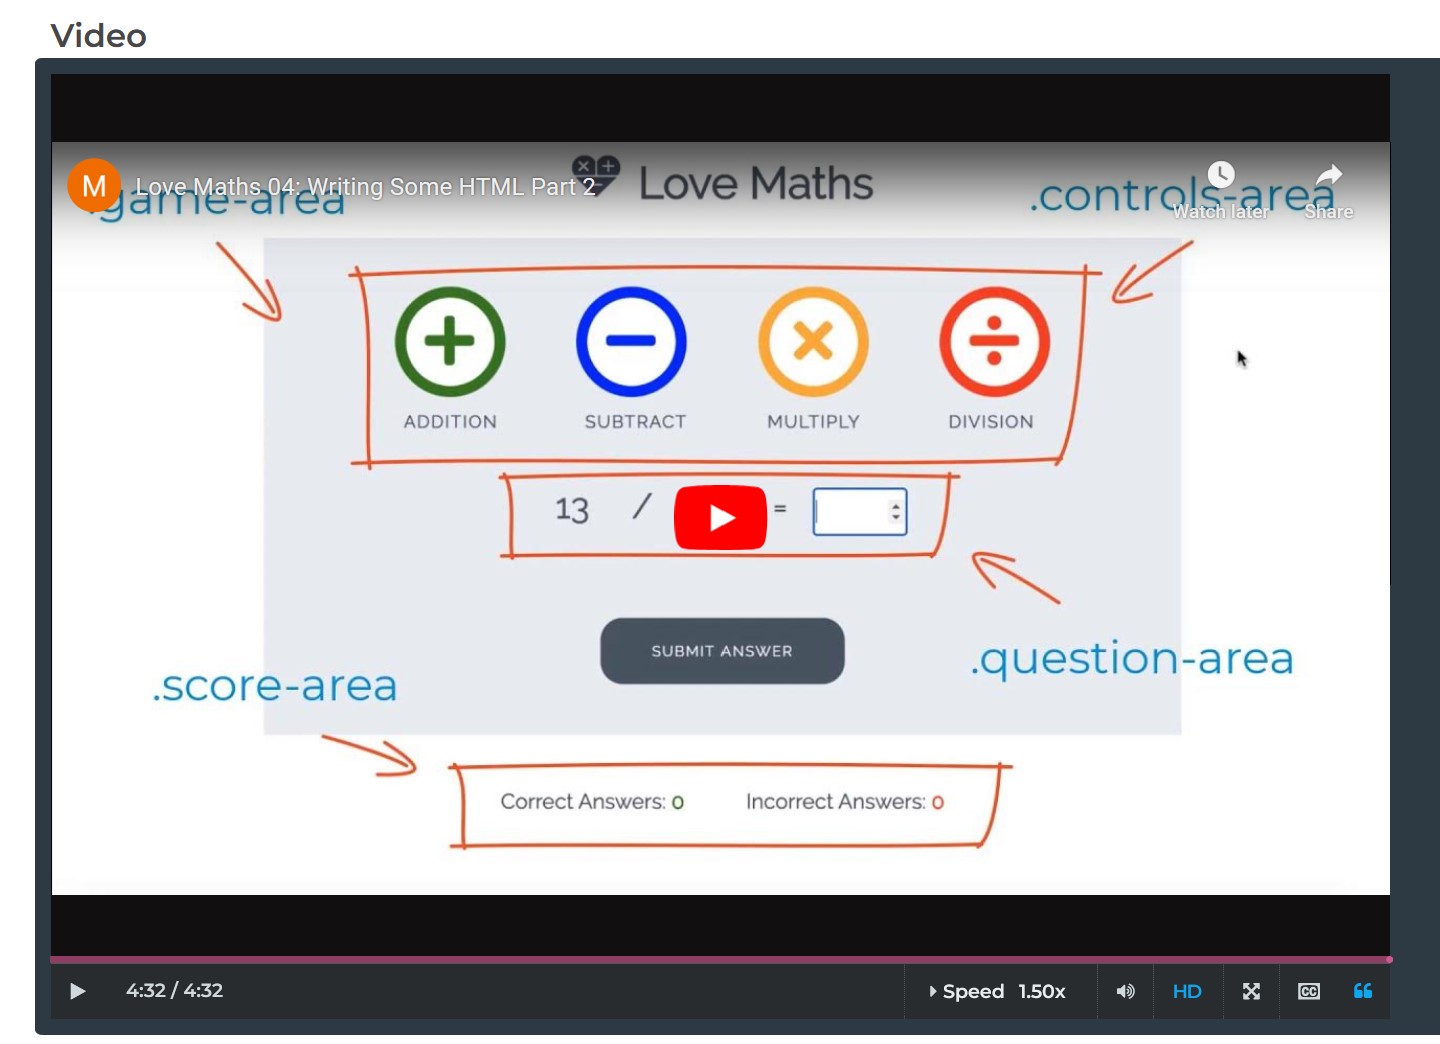 Video
M
Love Maths 04: Writing Some HTML Part 2
Love Maths
.game-area
.controls-area
Watch later
Share
ADDITION
SUBTRACT
MULTIPLY
DIVISION
13 / =
SUBMIT ANSWER
.question-area
.score-area
Correct Answers: 0
Incorrect Answers: 0
4:32 / 4:32
Speed 1.50x
HD
CC